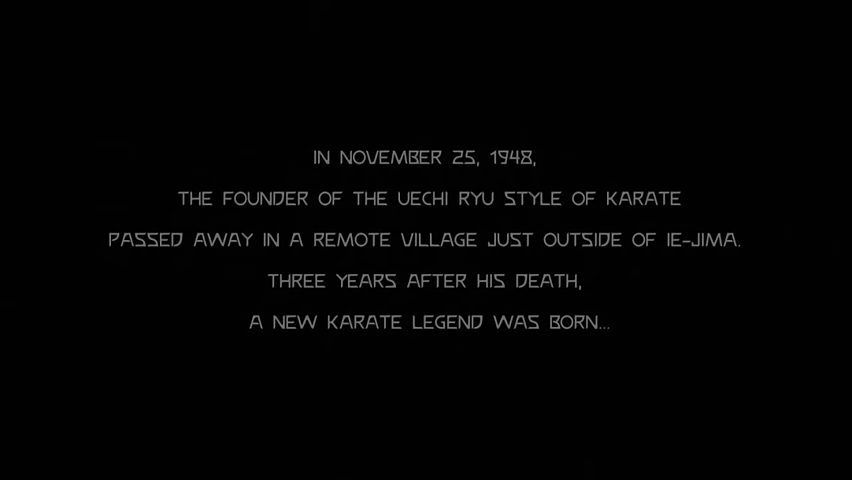 IN NOVEMBER 25, 1948,
THE FOUNDER OF THE UECHI RYU STYLE OF KARATE
PASSED AWAY IN A REMOTE VILLAGE JUST OUTSIDE OF IE-JIMA.
THREE YEARS AFTER HIS DEATH,
A NEW KARATE LEGEND WAS BORN...